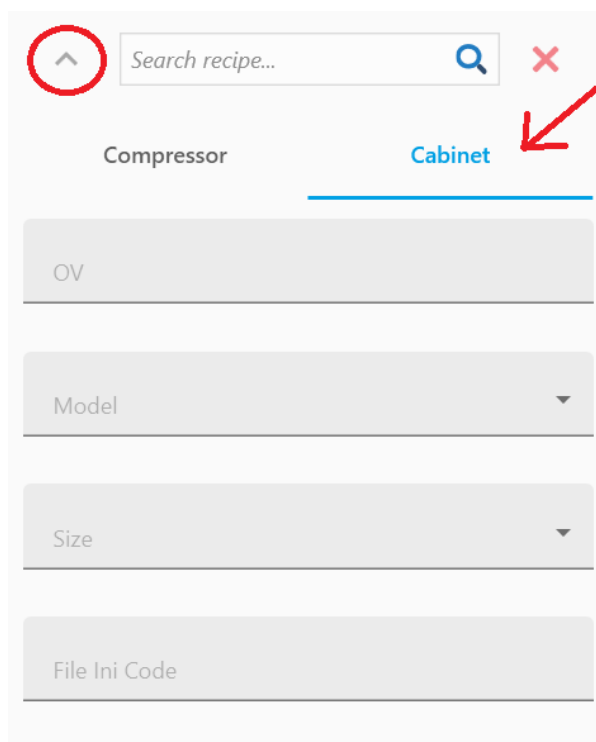 Search recipe...
Compressor Cabinet
OV
Model
Size
File Ini Code